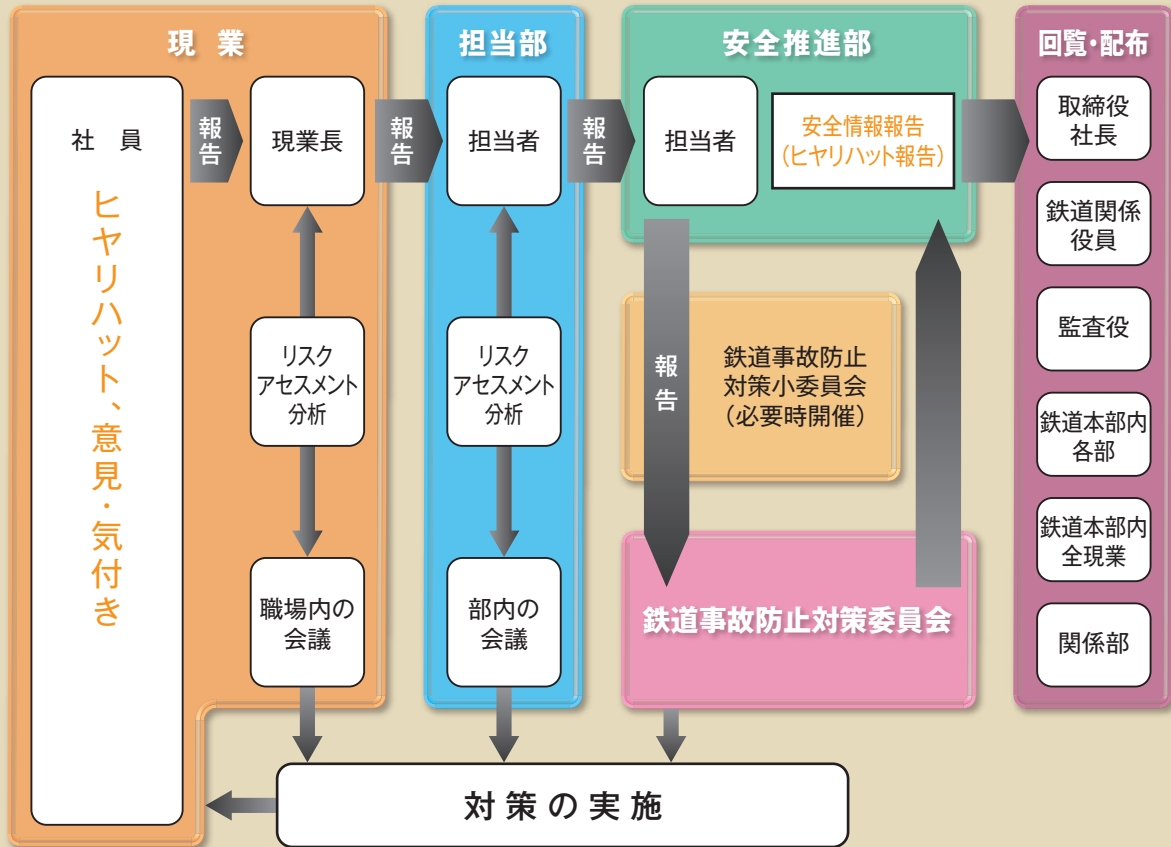 現業
社員
ヒヤリハット、意見・気付き
報告
現業長
リスク
アセスメント
分析
職場内の
会議
報告
担当部
担当者
リスク
アセスメント
分析
部内の
会議
報告
安全推進部
担当者
安全情報報告
（ヒヤリハット報告）
報告
鉄道事故防止
対策小委員会
（必要時開催）
鉄道事故防止対策委員会
回覧・配布
取締役
社長
鉄道関係
役員
監査役
鉄道本部内
各部
鉄道本部内
全現業
関係部
対策の実施